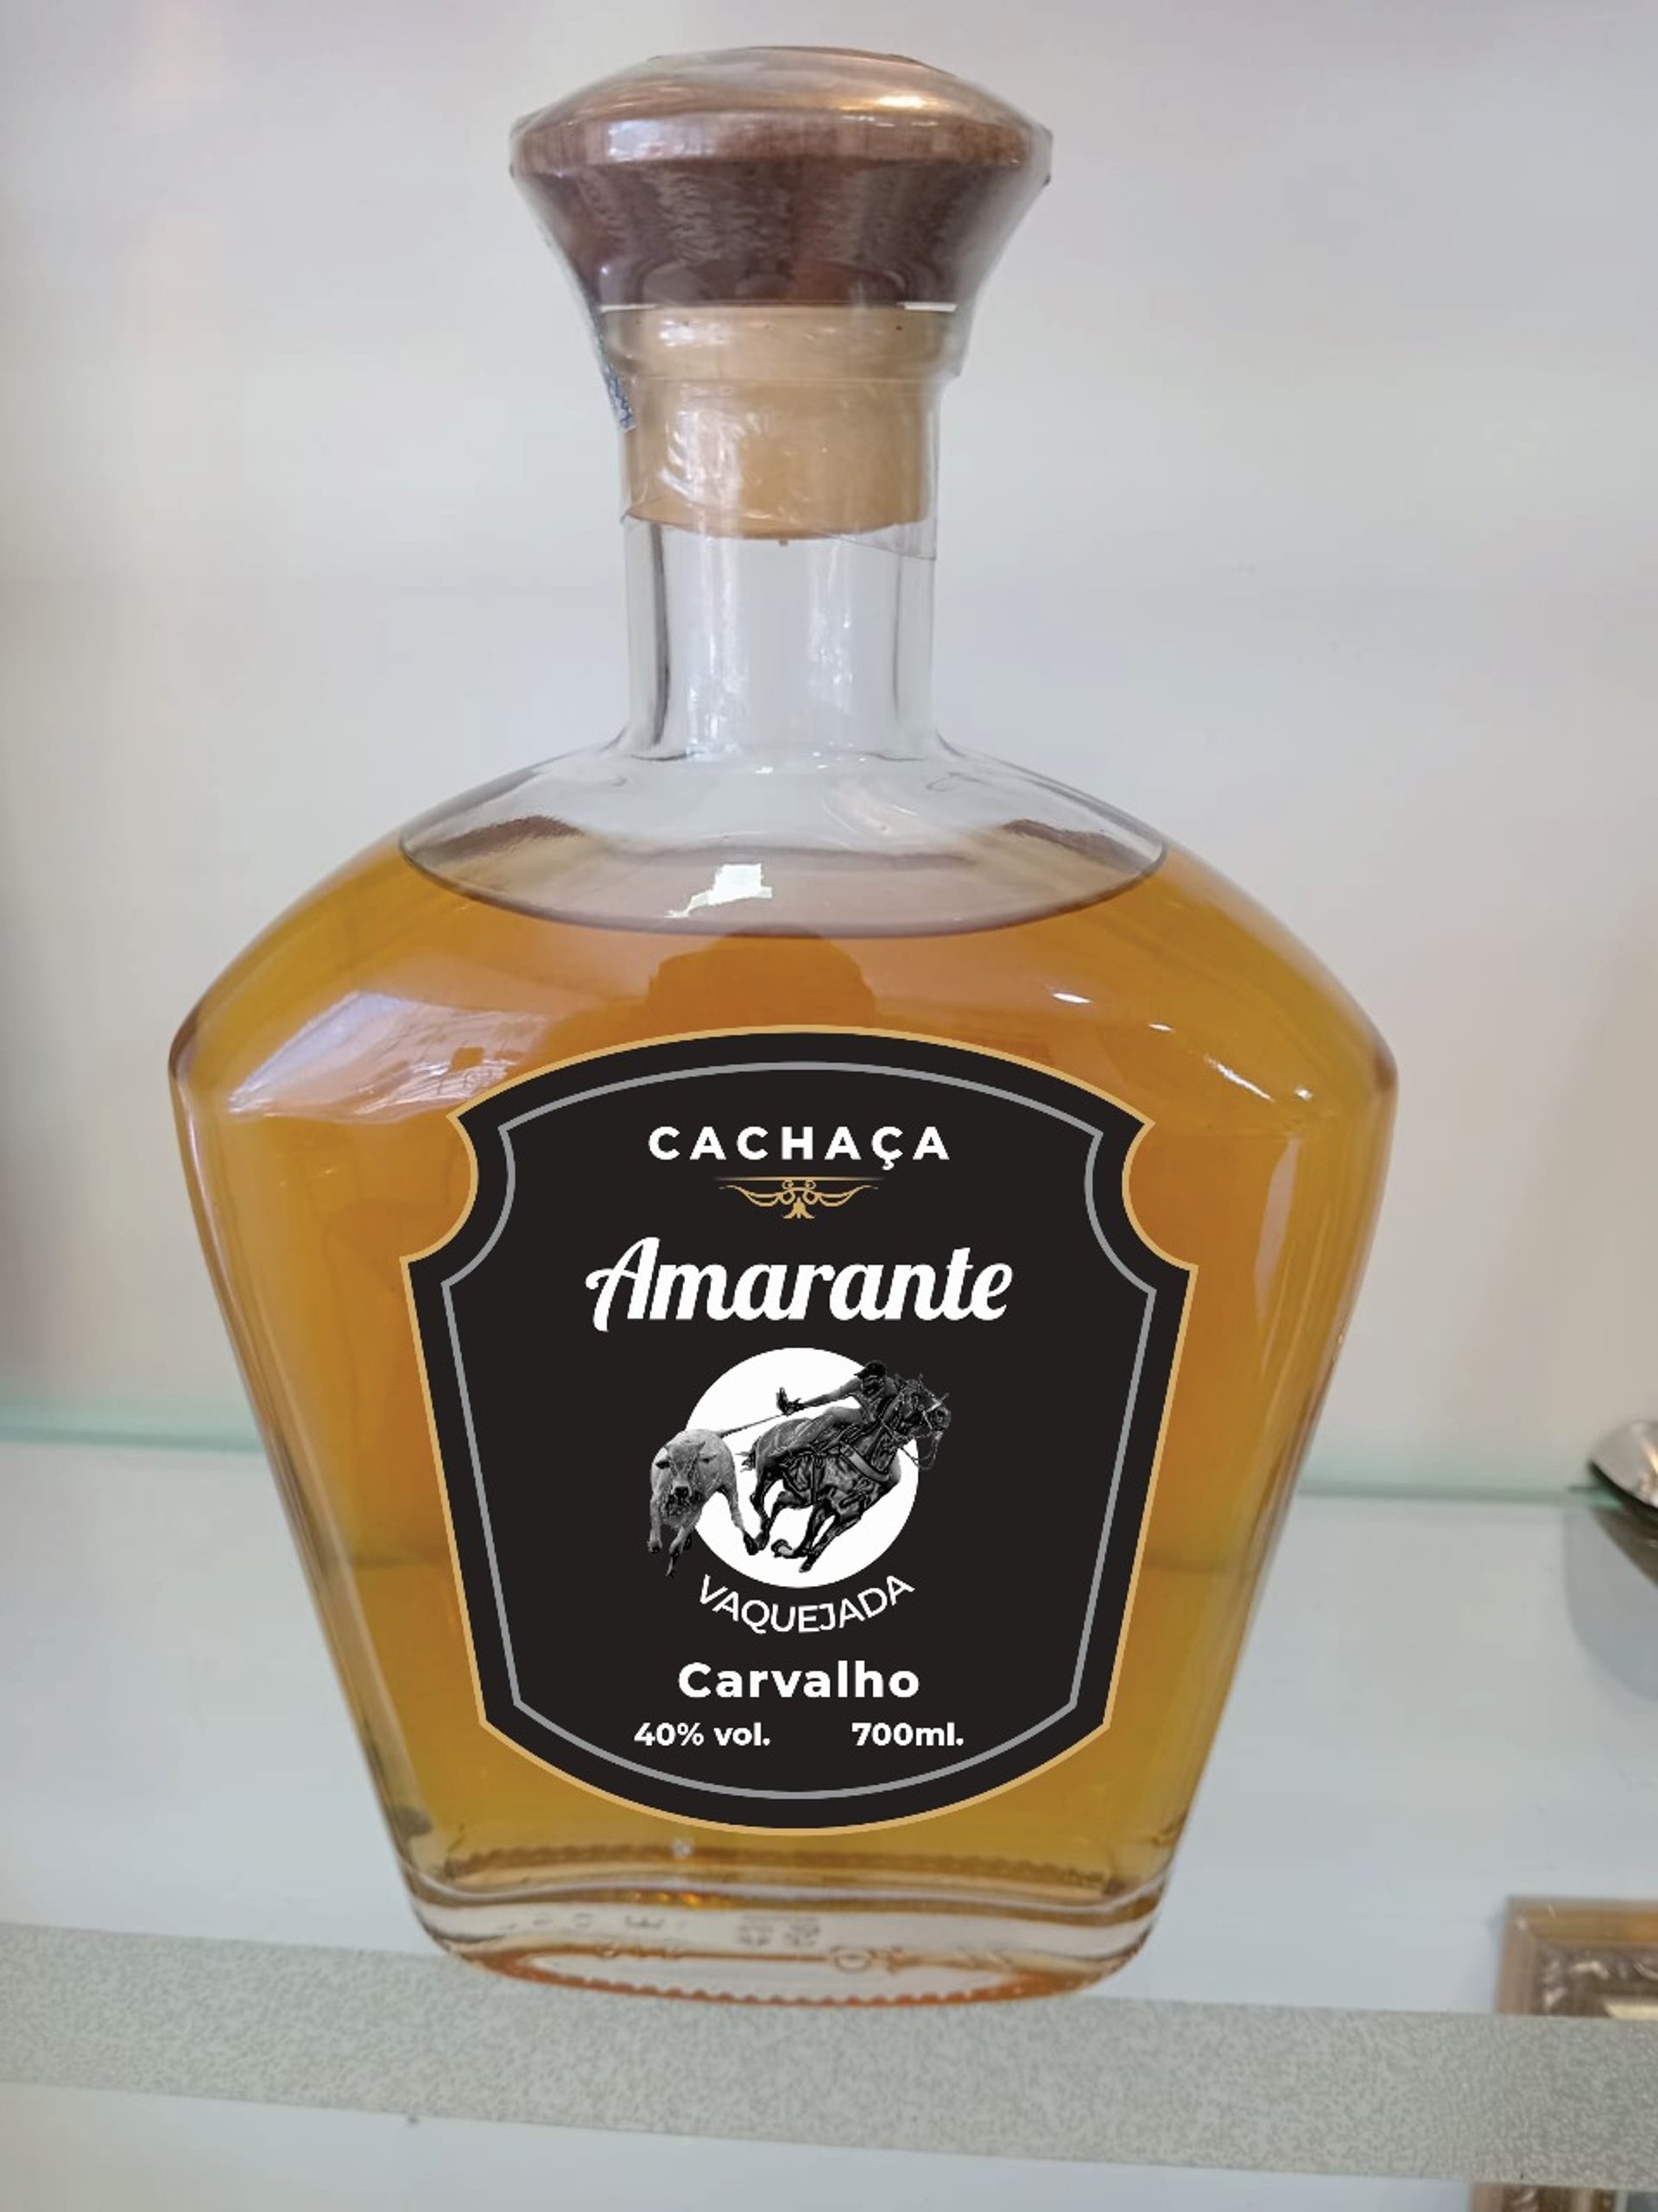 CACHAÇA
Amarante
VAQUEJADA
Carvalho
40% vol. 700ml.